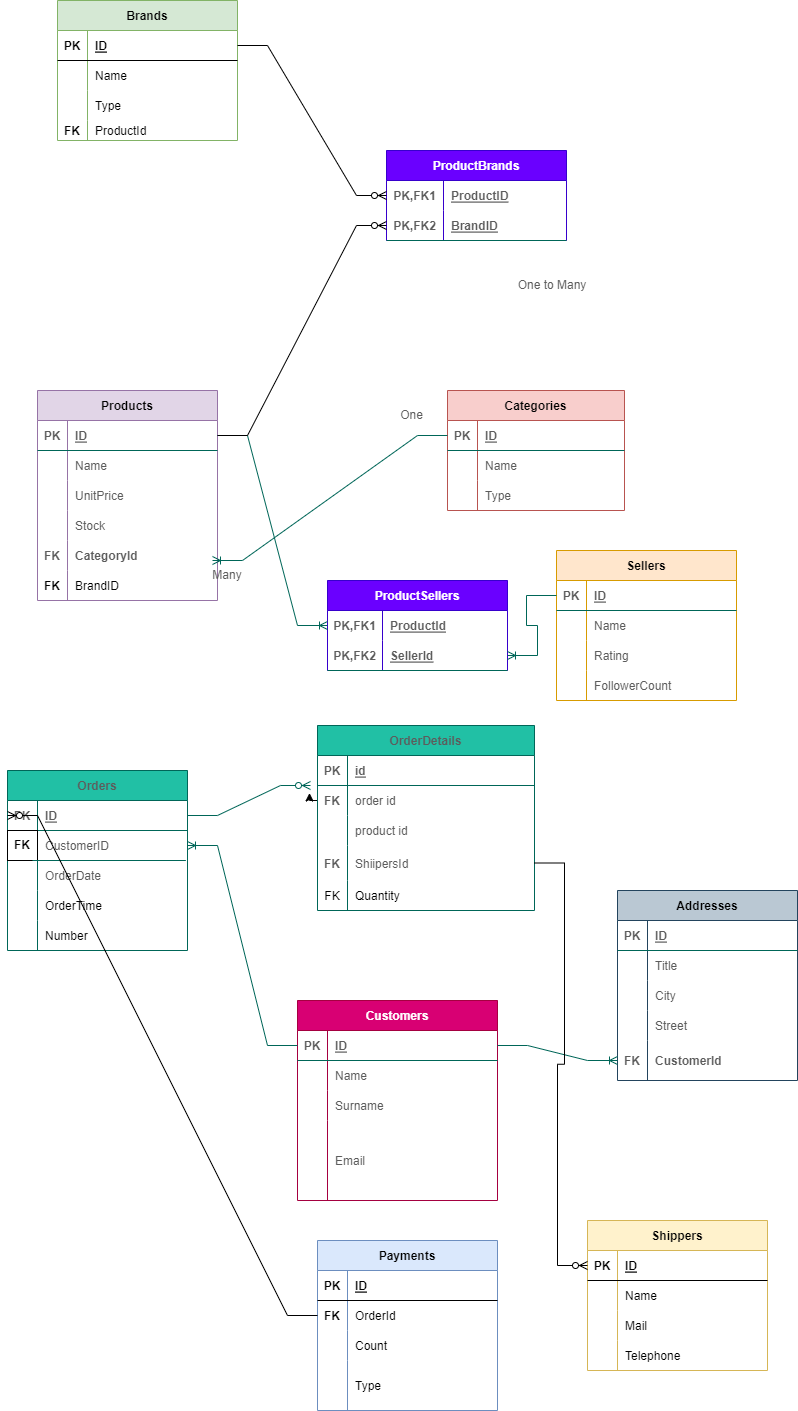 Brands
PK ID
Name
Type
FK ProductId
ProductBrands
PK,FK1 ProductID
PK,FK2 BrandID
One to Many
Products
PK ID
Name
UnitPrice
Stock
FK CategoryId
FK BrandID
One
Many
Categories
PK ID
Name
Type
Sellers
PK ID
Name
Rating
FollowerCount
ProductSellers
PK,FK1 ProductId
PK,FK2 SellerId
OrderDetails
PK id
FK order id
product id
FK ShiipersId
FK Quantity
Orders
PK ID
FK CustomerID
OrderDate
OrderTime
Number
Addresses
PK ID
Title
City
Street
FK CustomerId
Customers
PK ID
Name
Surname
Email
Shippers
PK ID
Name
Mail
Telephone
Payments
PK ID
FK OrderId
Count
Type